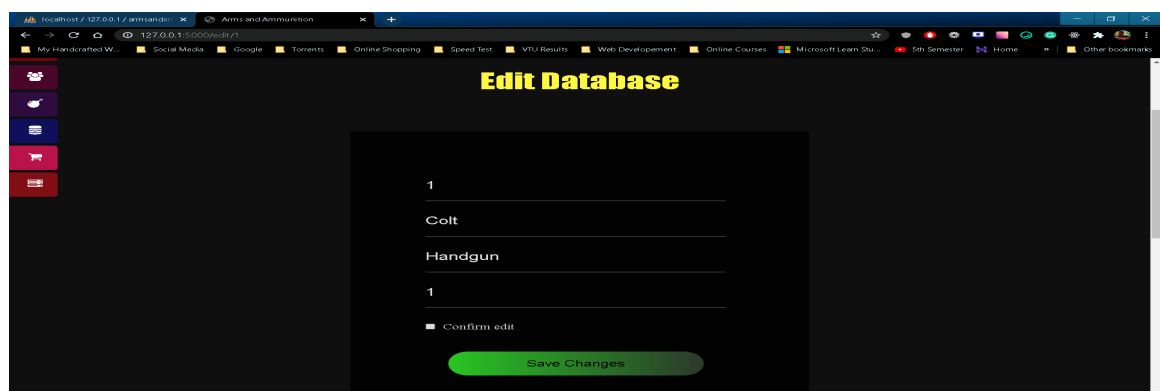 localhost / 127.0.0.1 / armsandar
Arms and Ammunition
127.0.0.1:5000/edit/1
My Handcrafted W...
Social Media
Google
Torrents
Online Shopping
Speed Test
VTU Results
Web Developement
Online Courses
Microsoft Learn Stu...
5th Semester
Home
»
Other bookmarks
Edit Database
1
Colt
Handgun
1
Confirm edit
Save Changes